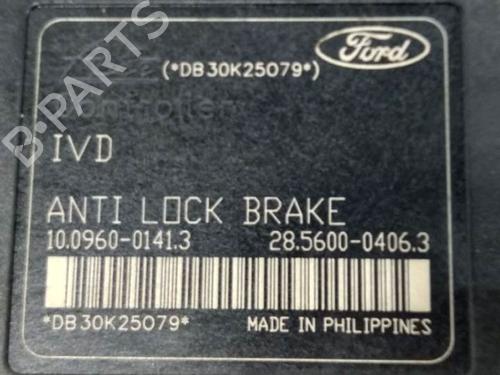 Ford
(*DB30K25079*)
Controller
IVD
ANTI LOCK BRAKE
10.0960-0141.3 28.5600-0406.3
*DB30K25079* MADE IN PHILIPPINES
B-PARTS